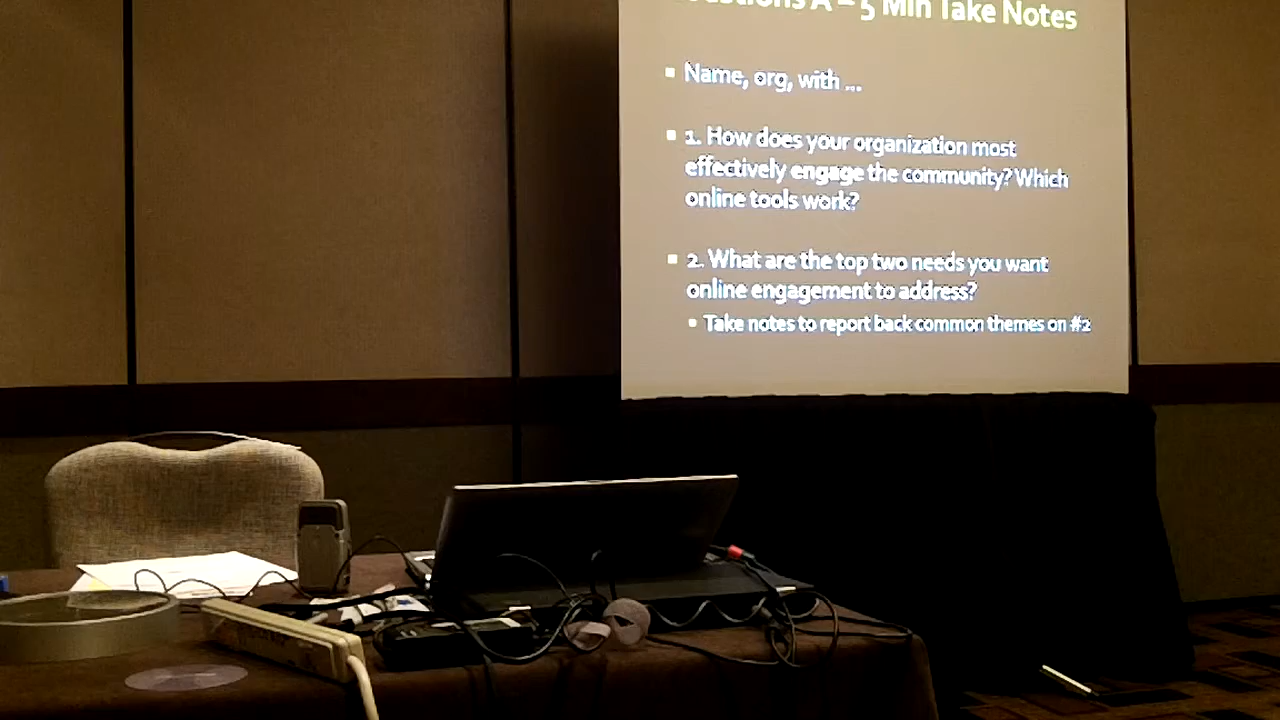 A – 5 Min Take Notes
Name, org, with ...
1. How does your organization most
effectively engage the community? Which
online tools work?
2. What are the top two needs you want
online engagement to address?
Take notes to report back common themes on #2